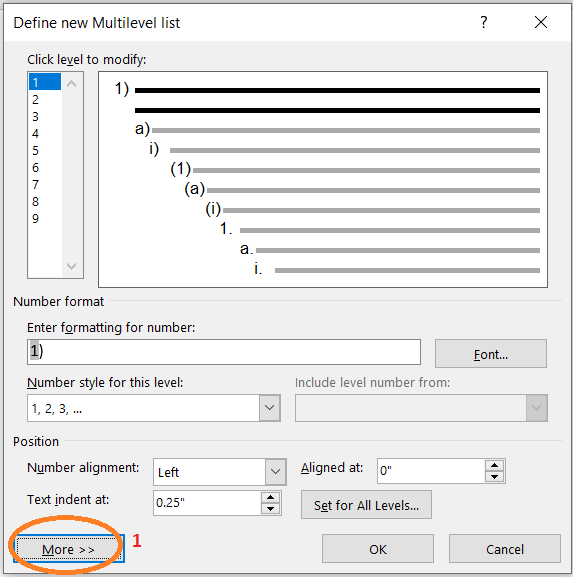 Define new Multilevel list ? ×
Click level to modify:
1
2
3
4
5
6
7
8
9
1)
a)
i)
(1)
(a)
(i)
1.
a.
i.
Number format
Enter formatting for number:
1)
Font...
Number style for this level:
Include level number from:
1, 2, 3, ...
Position
Number alignment: Left Aligned at: 0"
Text indent at: 0.25" Set for All Levels...
More >> 1 OK Cancel